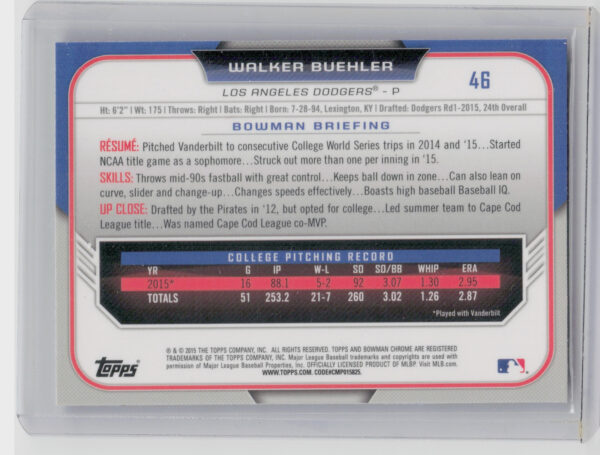 WALKER BUEHLER
46
LOS ANGELES DODGERS® - P
Ht: 6'2" | Wt: 175 | Throws: Right | Bats: Right | Born: 7-28-94, Lexington, KY | Drafted: Dodgers Rd1-2015, 24th Overall
BOWMAN BRIEFING
RÉSUMÉ: Pitched Vanderbilt to consecutive College World Series trips in 2014 and '15...Started
NCAA title game as a sophomore...Struck out more than one per inning in '15.
SKILLS: Throws mid-90s fastball with great control...Keeps ball down in zone...Can also lean on
curve, slider and change-up...Changes speeds effectively...Boasts high baseball Baseball IQ.
UP CLOSE: Drafted by the Pirates in '12, but opted for college...Led summer team to Cape Cod
League title...Was named Cape Cod League co-MVP.
COLLEGE PITCHING RECORD
YR G IP W-L SO SO/BB WHIP ERA
2015* 16 88.1 5-2 92 3.07 1.30 2.95
TOTALS 51 253.2 21-7 260 3.02 1.26 2.87
*Played with Vanderbilt
® & © 2015 THE TOPPS COMPANY, INC. ALL RIGHTS RESERVED. TOPPS AND BOWMAN CHROME ARE REGISTERED
TRADEMARKS OF THE TOPPS COMPANY, INC. Major League Baseball trademarks and copyrights are used with
permission of Major League Baseball Properties, Inc. OFFICIALLY LICENSED PRODUCT OF MLBP. Visit MLB.com.
WWW.TOPPS.COM. CODE#CMP015825.
Topps